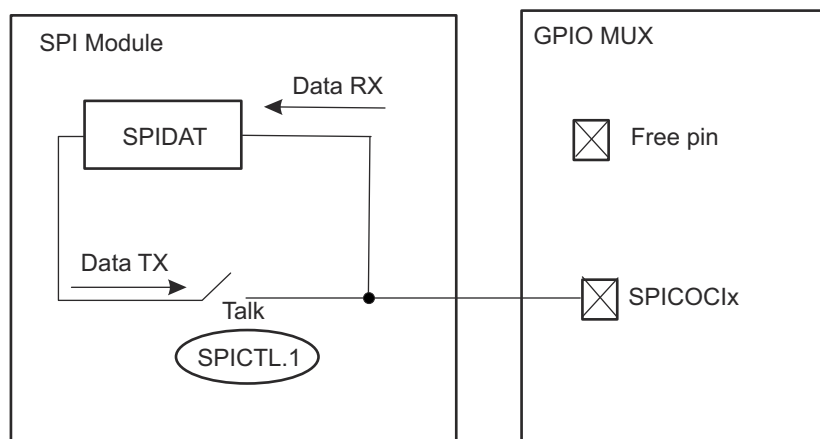 SPI Module
GPIO MUX
Data RX
SPIDAT
Free pin
Data TX
Talk
SPICOCIx
SPICTL.1